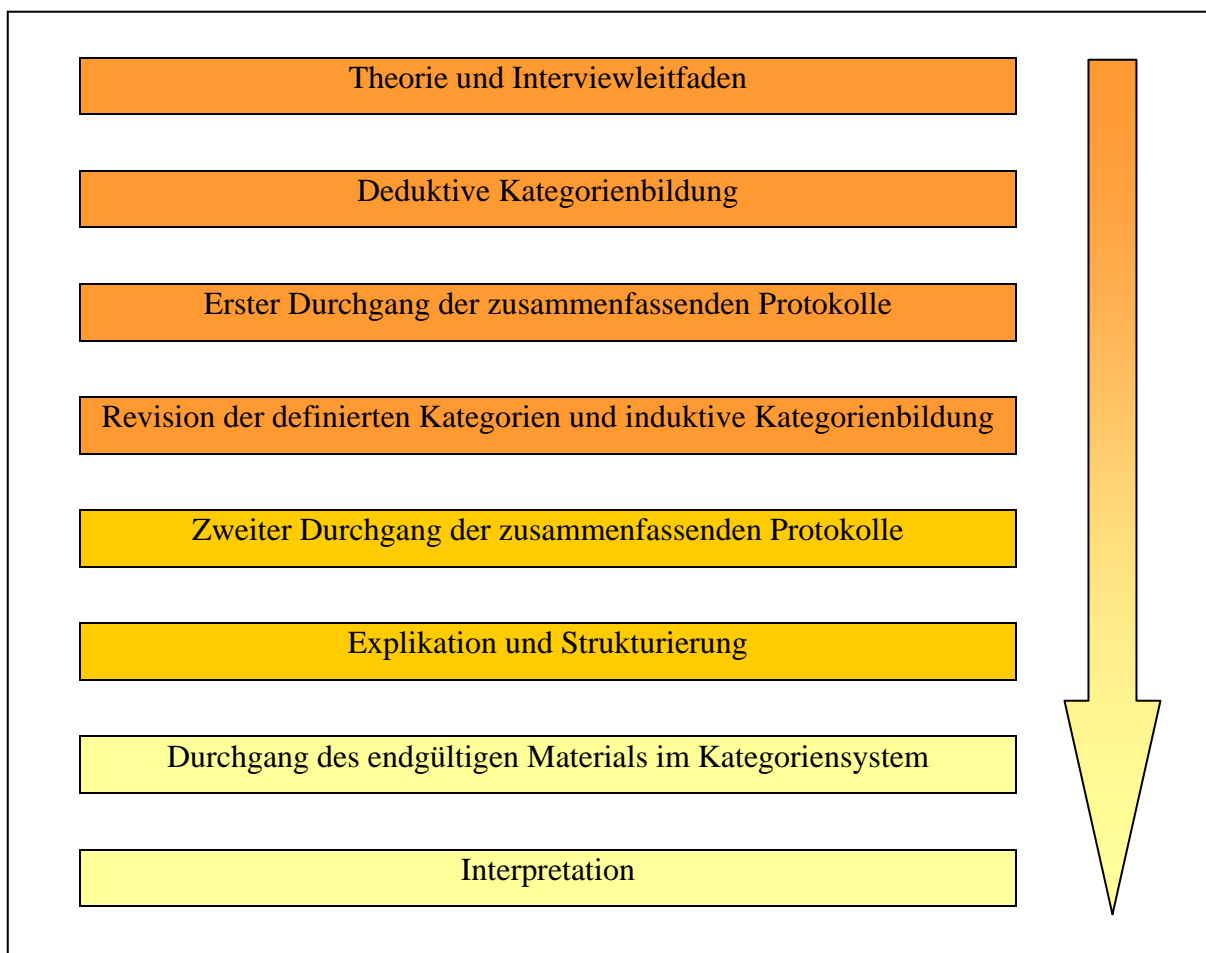 Theorie und Interviewleitfaden
Deduktive Kategorienbildung
Erster Durchgang der zusammenfassenden Protokolle
Revision der definierten Kategorien und induktive Kategorienbildung
Zweiter Durchgang der zusammenfassenden Protokolle
Explikation und Strukturierung
Durchgang des endgültigen Materials im Kategoriensystem
Interpretation